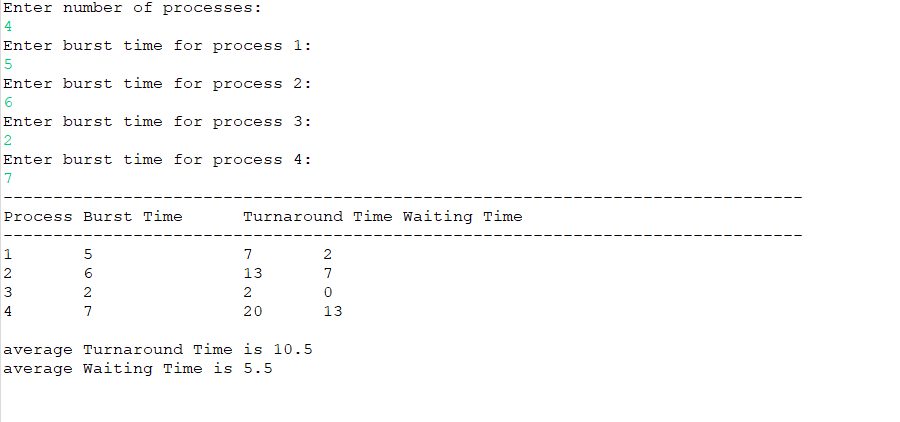 Enter number of processes:
4
Enter burst time for process 1:
5
Enter burst time for process 2:
6
Enter burst time for process 3:
2
Enter burst time for process 4:
7
--------------------------------------------------------------------------------
Process Burst Time      Turnaround Time Waiting Time
--------------------------------------------------------------------------------
1       5               7       2
2       6               13      7
3       2               2       0
4       7               20      13
average Turnaround Time is 10.5
average Waiting Time is 5.5